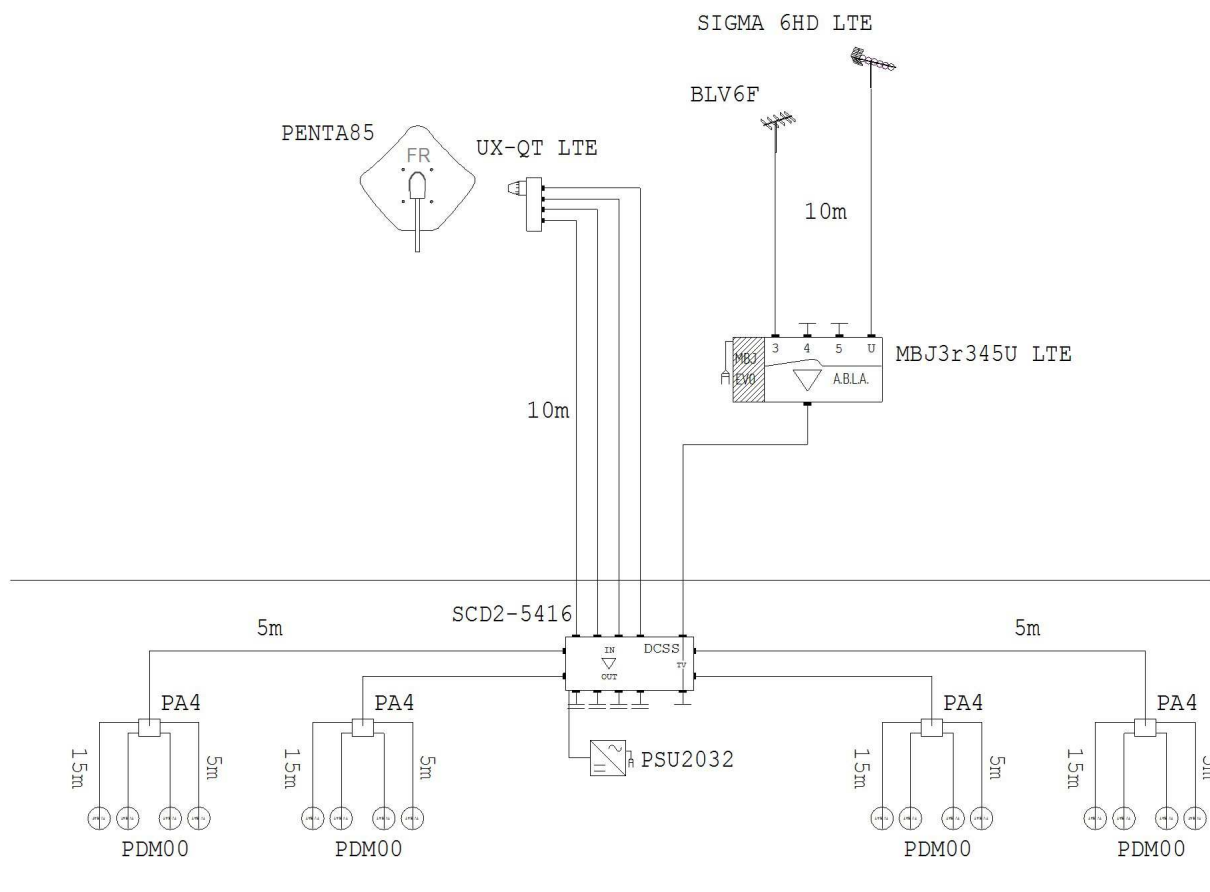 SIGMA 6HD LTE
BLV6F
PENTA85
FR
UX-QT LTE
10m
3 4 5 U
MBJ
EVO
A.B.L.A.
MBJ3r345U LTE
10m
SCD2-5416
5m
5m
IN
DCSS
TV
OUT
PA4
PA4
PA4
PA4
15m
5m
15m
5m
PSU2032
15m
5m
15m
5m
PDM00
PDM00
PDM00
PDM00